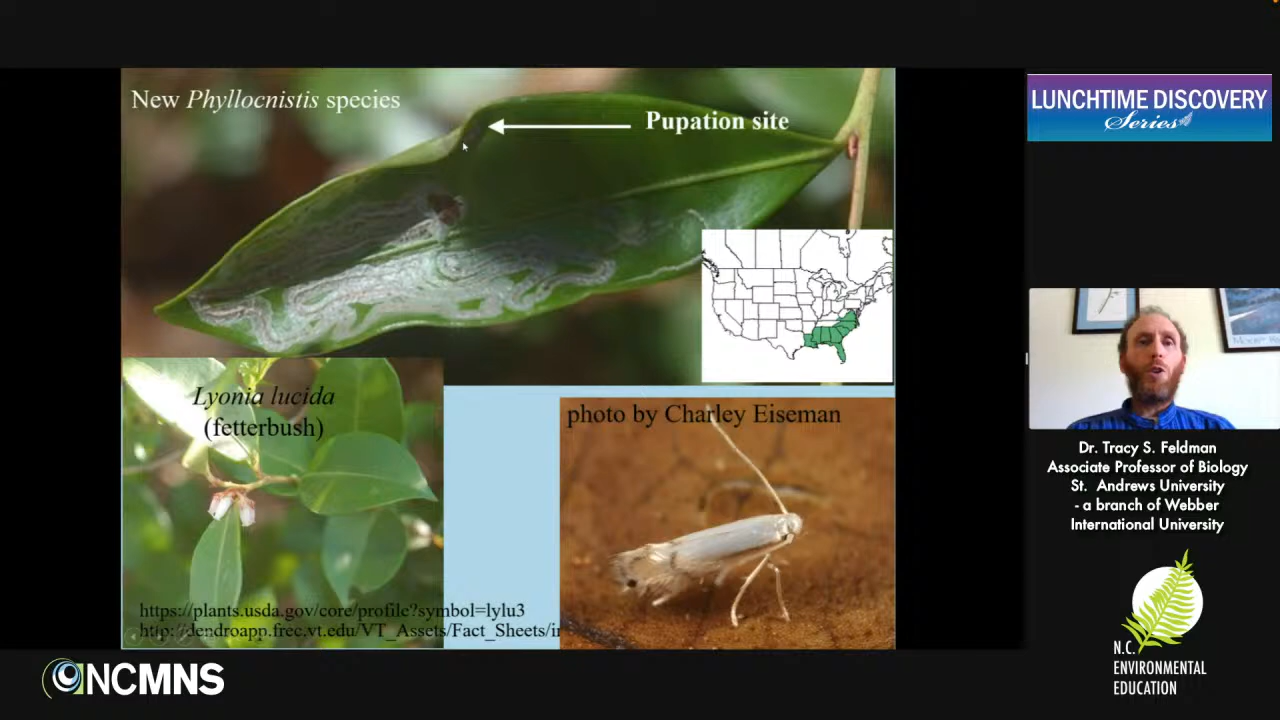 New Phyllocnistis species
Pupation site
Lyonia lucida
(fetterbush)
photo by Charley Eiseman
https://plants.usda.gov/core/profile?symbol=lylu3
http://dendroapp.frec.vt.edu/VT_Assets/Fact_Sheets/
LUNCHTIME DISCOVERY
Series
Dr. Tracy S. Feldman
Associate Professor of Biology
St. Andrews University
- a branch of Webber
International University
N.C.
ENVIRONMENTAL
EDUCATION
NCMNS